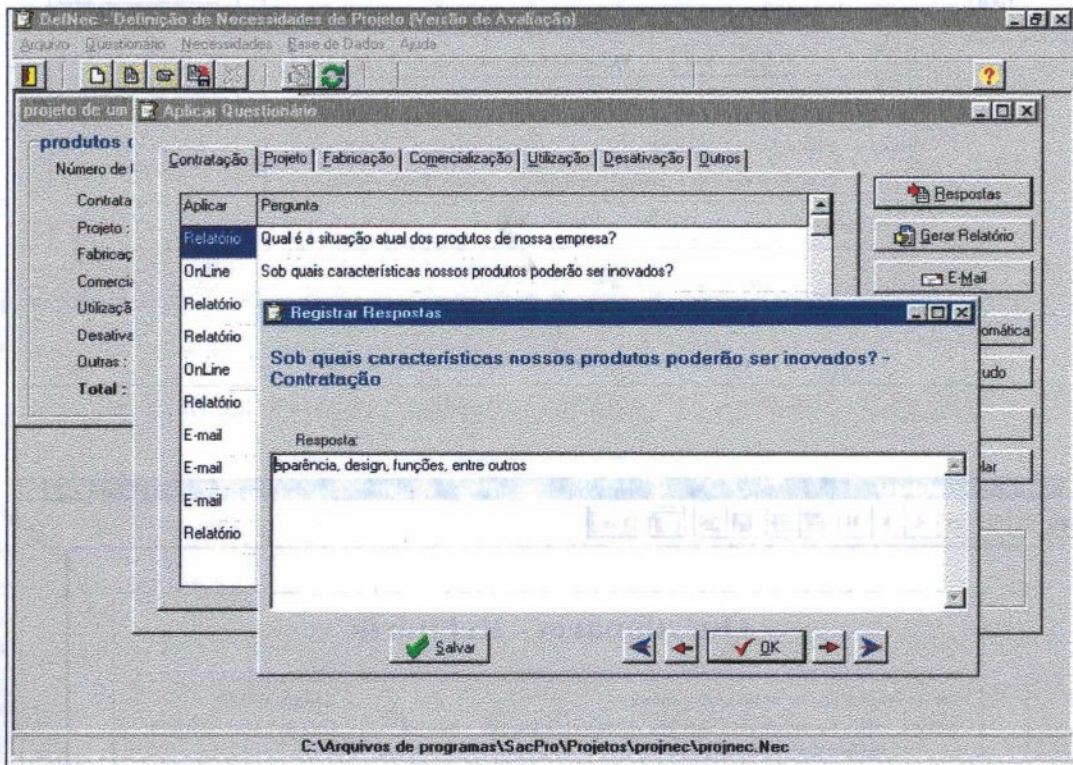 DefNec - Definição de Necessidades de Projeto (Versão de Avaliação)
Arquivo Questionário Necessidades Base de Dados Ajuda
projeto de um
Aplicar Questionário
produtos
Número de
Contrata
Projeto :
Fabricaç
Comercia
Utilizaçã
Desativa
Outras :
Total :
Contratação Projeto Fabricação Comercialização Utilização Desativação Outros
Aplicar Pergunta
Relatório Qual é a situação atual dos produtos de nossa empresa?
OnLine Sob quais características nossos produtos poderão ser inovados?
Relatório
Relatório
OnLine
Relatório
E-mail
E-mail
E-mail
Relatório
Respostas
Gerar Relatório
E-Mail
omática
udo
lar
Registrar Respostas
Sob quais características nossos produtos poderão ser inovados? -
Contratação
Resposta:
aparência, design, funções, entre outros
Salvar
OK
C:\Arquivos de programas\SacPro\Projetos\projnec\projnec.Nec